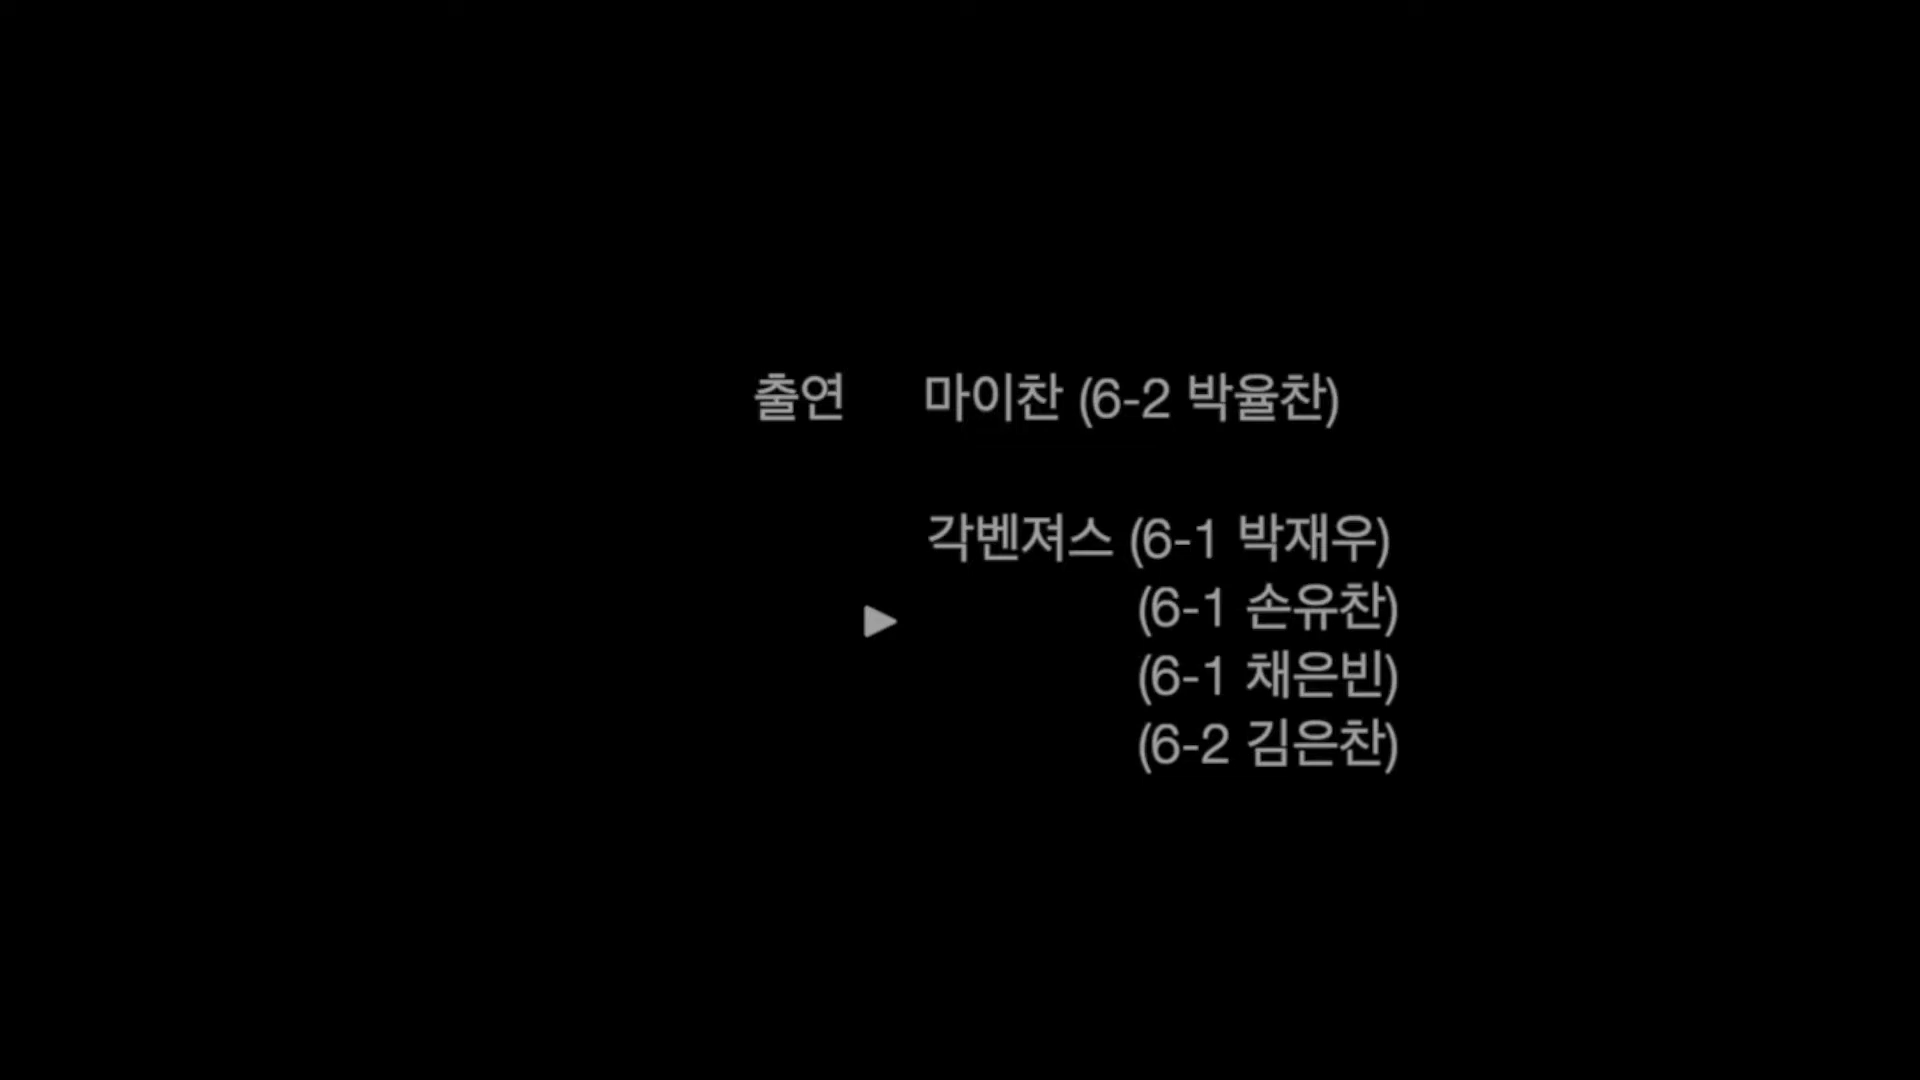 출연 마이찬 (6-2 박율찬)
각벤져스 (6-1 박재우)
(6-1 손유찬)
(6-1 채은빈)
(6-2 김은찬)